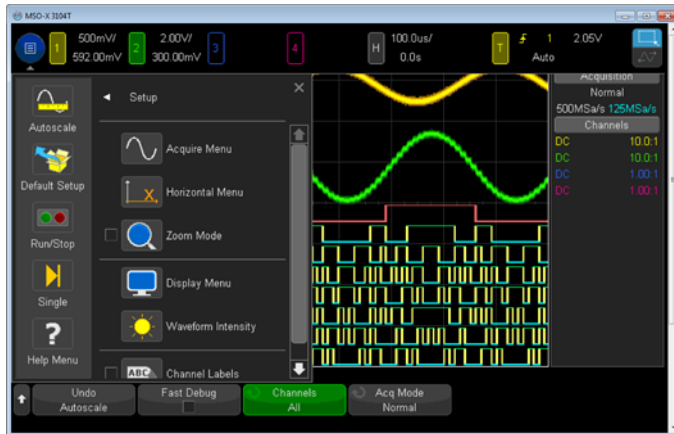 MSO-X 3104T
1
500mV/
592.00mV
2
2.00V/
300.00mV
3
4
H
100.0us/
0.0s
T
1
Auto
2.05V
Autoscale
Default Setup
Run/Stop
Single
?
Help Menu
Setup
Acquire Menu
X
Horizontal Menu
Zoom Mode
Display Menu
Waveform Intensity
ABC
Channel Labels
Acquisition
Normal
500MSa/s 125MSa/s
Channels
DC 10.0:1
DC 10.0:1
DC 1.00:1
DC 1.00:1
Undo
Autoscale
Fast Debug
Channels
All
Acq Mode
Normal